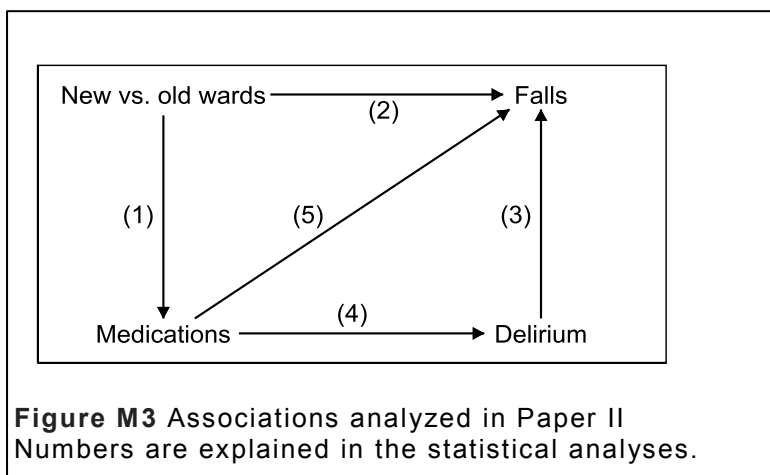 New vs. old wards
Falls
(2)
(1)
(5)
(3)
(4)
Medications
Delirium
Figure M3 Associations analyzed in Paper II
Numbers are explained in the statistical analyses.